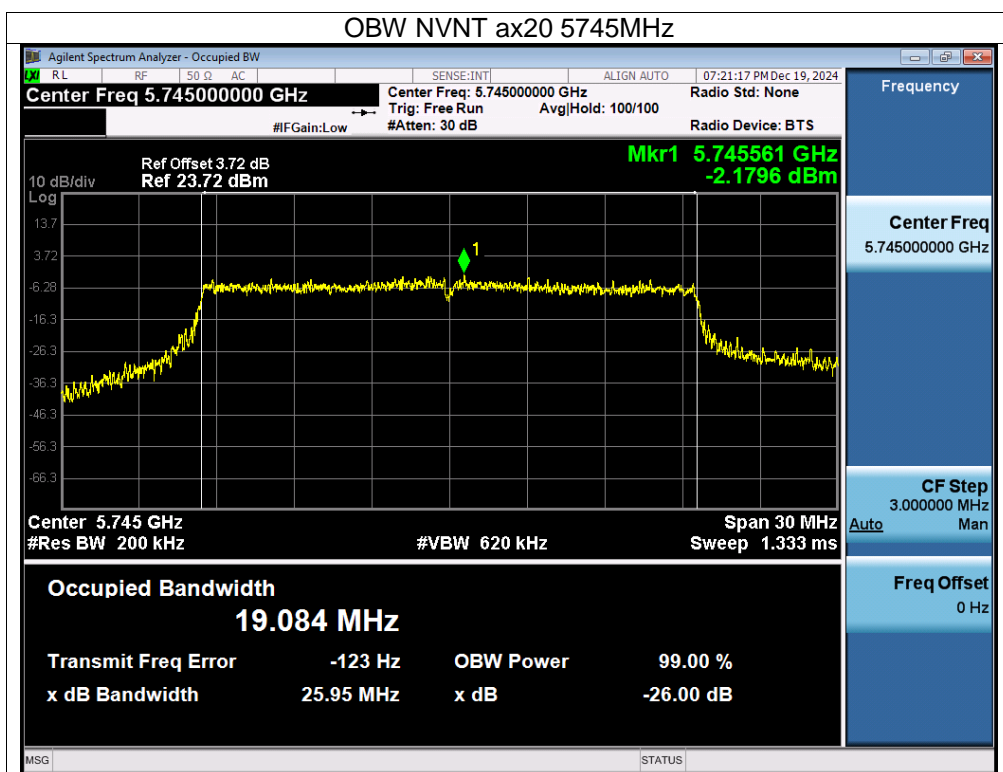 OBW NVNT ax20 5745MHz
Agilent Spectrum Analyzer - Occupied BW
LXI RL RF 50 Ω AC SENSE:INT ALIGN AUTO 07:21:17 PM Dec 19, 2024
Center Freq 5.745000000 GHz
Center Freq: 5.745000000 GHz Radio Std: None
Trig: Free Run Avg|Hold: 100/100
#IFGain:Low #Atten: 30 dB Radio Device: BTS
Mkr1 5.745561 GHz
-2.1796 dBm
Ref Offset 3.72 dB
10 dB/div Ref 23.72 dBm
Log
13.7
3.72
-6.28
-16.3
-26.3
-36.3
-46.3
-56.3
-66.3
1
Center 5.745 GHz Span 30 MHz
#Res BW 200 kHz #VBW 620 kHz Sweep 1.333 ms
Occupied Bandwidth
19.084 MHz
Transmit Freq Error -123 Hz OBW Power 99.00 %
x dB Bandwidth 25.95 MHz x dB -26.00 dB
MSG STATUS
Frequency
Center Freq
5.745000000 GHz
CF Step
3.000000 MHz
Auto Man
Freq Offset
0 Hz